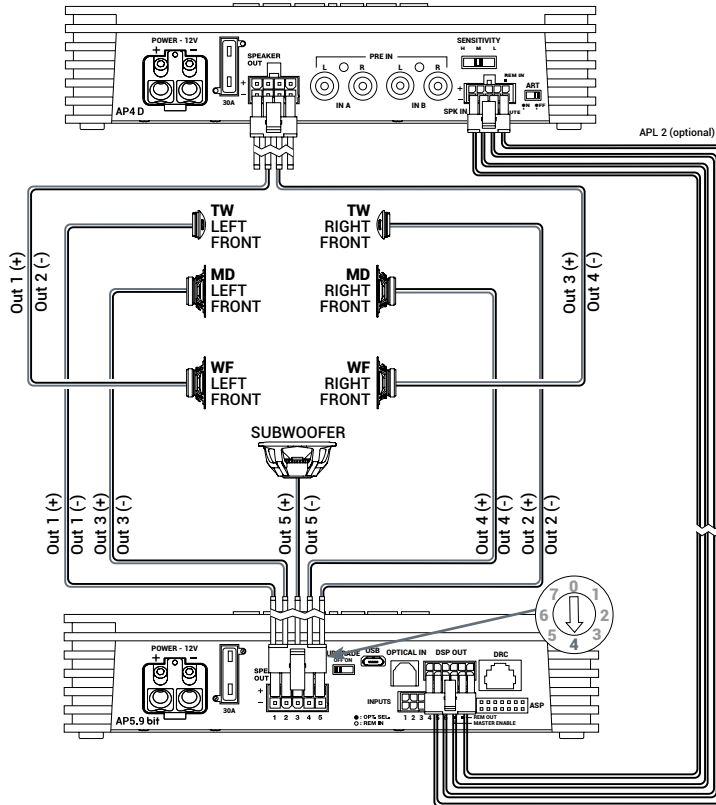 POWER - 12V
+ -
30A
AP4 D
SPEAKER
OUT
+
-
PRE IN
L R L R
IN A IN B
SENSITIVITY
H M L
REM IN
+
-
SPK IN
ART
ON OFF
APL 2 (optional)
TW
LEFT
FRONT
TW
RIGHT
FRONT
MD
LEFT
FRONT
MD
RIGHT
FRONT
WF
LEFT
FRONT
WF
RIGHT
FRONT
SUBWOOFER
Out 1 (+)
Out 2 (-)
Out 3 (+)
Out 4 (-)
Out 1 (+)
Out 1 (-)
Out 3 (+)
Out 3 (-)
Out 5 (+)
Out 5 (-)
Out 4 (+)
Out 4 (-)
Out 2 (+)
Out 2 (-)
0 1 2 3 4 5 6 7
POWER - 12V
+ -
30A
AP5.9 bit
OUT
+
-
1 2 3 4 5
OFF ON
USB
OPTICAL IN
DSP OUT
DRC
INPUTS
1 2 3 4
: OPT. SEL.
: REM IN
REM OUT
MASTER ENABLE
ASP